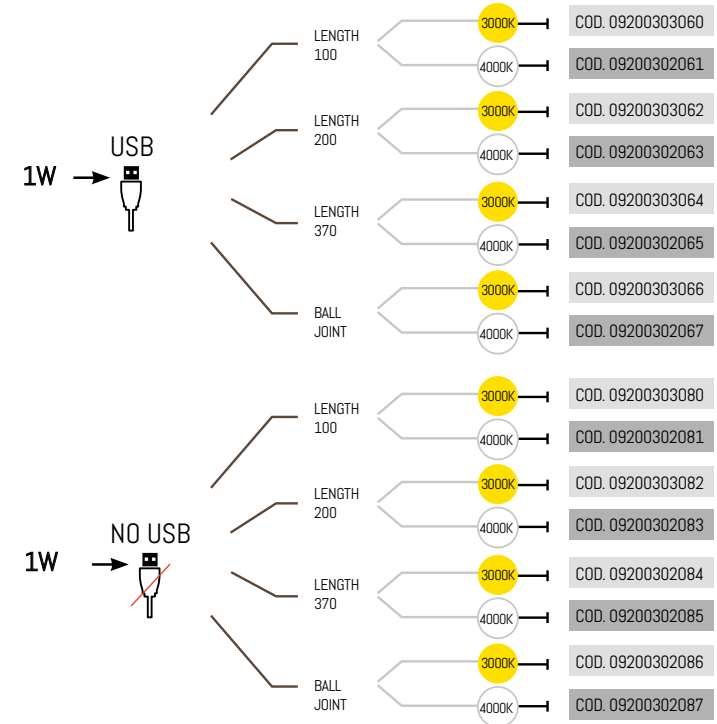 3000K COD. 09200303060
LENGTH
100
4000K COD. 09200302061
3000K COD. 09200303062
LENGTH
200
4000K COD. 09200302063
USB
1W
3000K COD. 09200303064
LENGTH
370
4000K COD. 09200302065
3000K COD. 09200303066
BALL
JOINT
4000K COD. 09200302067
3000K COD. 09200303080
LENGTH
100
4000K COD. 09200302081
3000K COD. 09200303082
LENGTH
200
4000K COD. 09200302083
NO USB
1W
3000K COD. 09200302084
LENGTH
370
4000K COD. 09200302085
3000K COD. 09200302086
BALL
JOINT
4000K COD. 09200302087